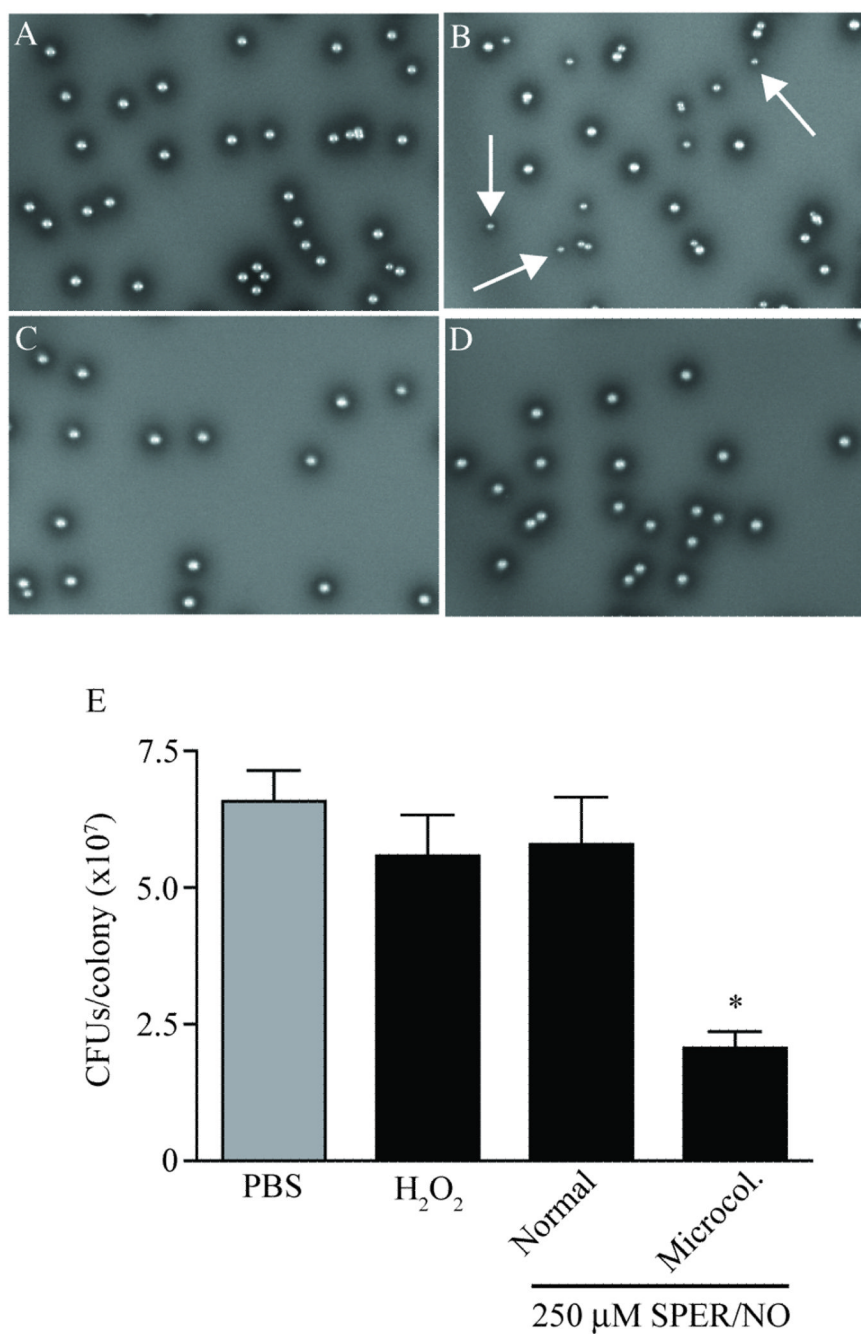 A
B
C
D
E
7.5
5.0
2.5
0
CFUs/colony (x10⁷)
PBS
H₂O₂
Normal
Microcol.
*
250 µM SPER/NO